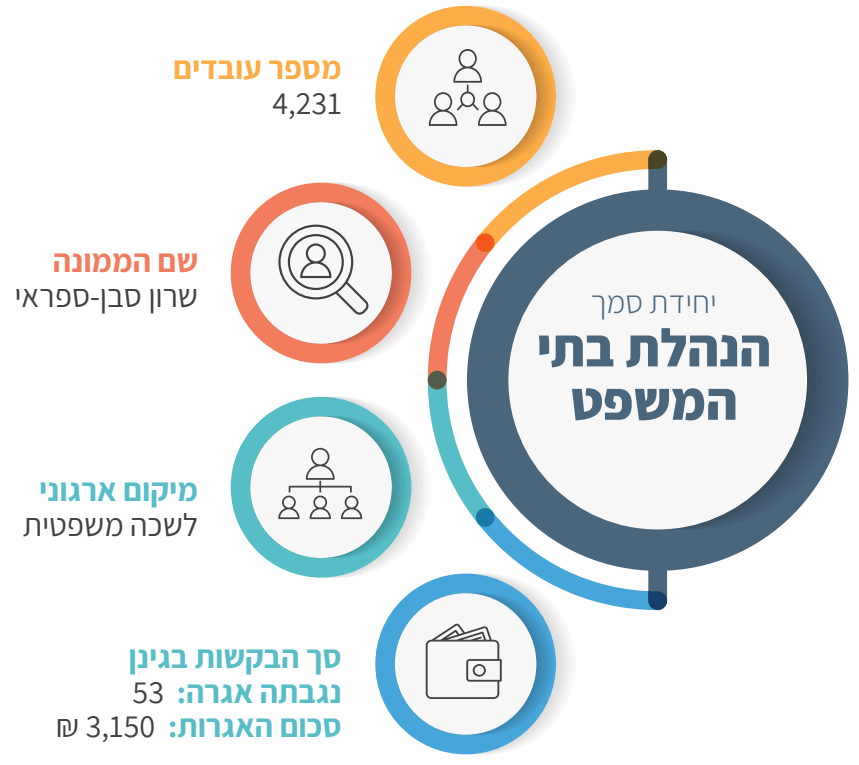 יחידת סמך
הנהלת בתי
המשפט
מספר עובדים
4,231
שם הממונה
שרון סבן-ספראי
מיקום ארגוני
לשכה משפטית
סך הבקשות בגינן
נגבתה אגרה: 53
סכום האגרות: 3,150 ₪